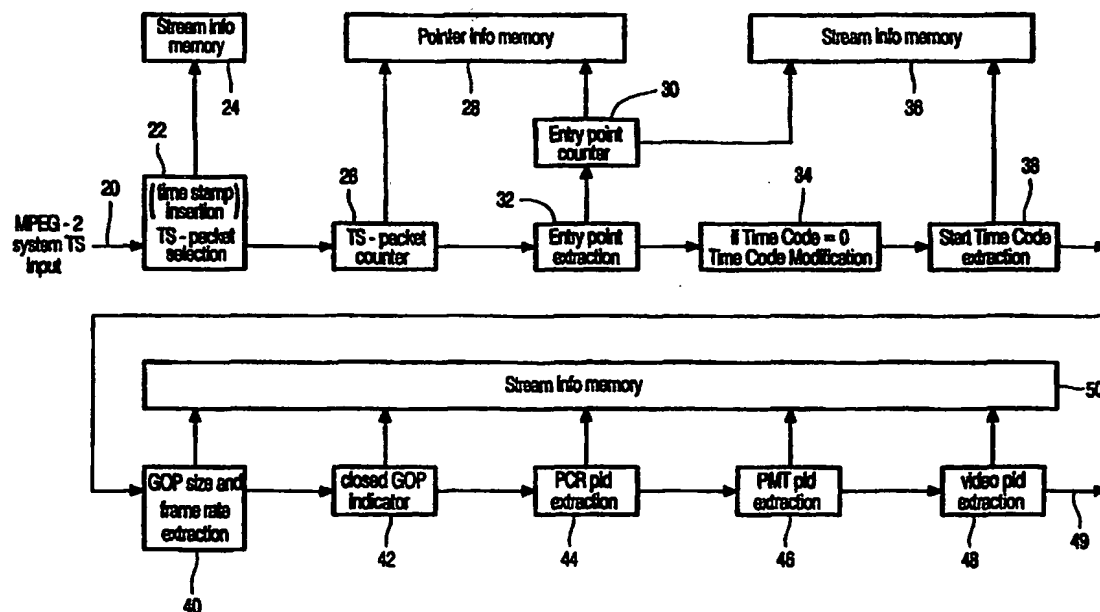 Stream info
memory
24
Pointer info memory
28
Stream info memory
36
22
20
MPEG - 2
system TS
input
(time stamp
insertion)
TS - packet
selection
26
TS - packet
counter
30
Entry point
counter
32
Entry point
extraction
34
if Time Code = 0
Time Code Modification
38
Start Time Code
extraction
Stream info memory
50
GOP size and
frame rate
extraction
40
closed GOP
indicator
42
PCR pid
extraction
44
PMT pid
extraction
46
video pid
extraction
48
49